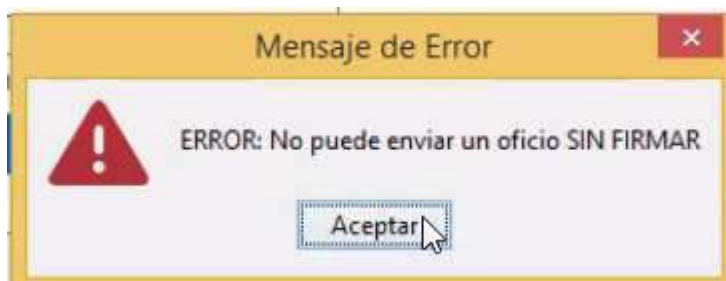 Mensaje de Error
ERROR: No puede enviar un oficio SIN FIRMAR
Aceptar